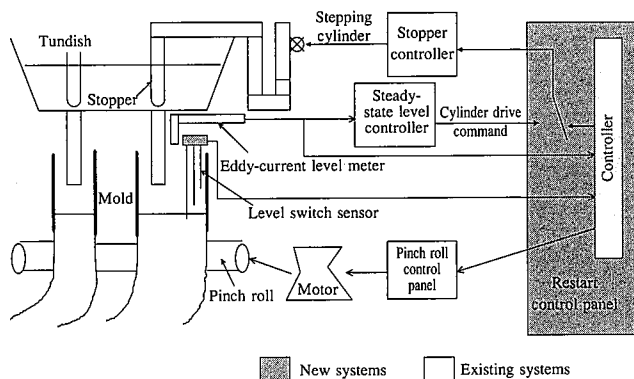 Tundish
Stopper
Stepping
cylinder
Stopper
controller
Steady-
state level
controller
Cylinder drive
command
Controller
Eddy-current level meter
Mold
Level switch sensor
Pinch roll
Motor
Pinch roll
control
panel
Restart
control panel
New systems
Existing systems